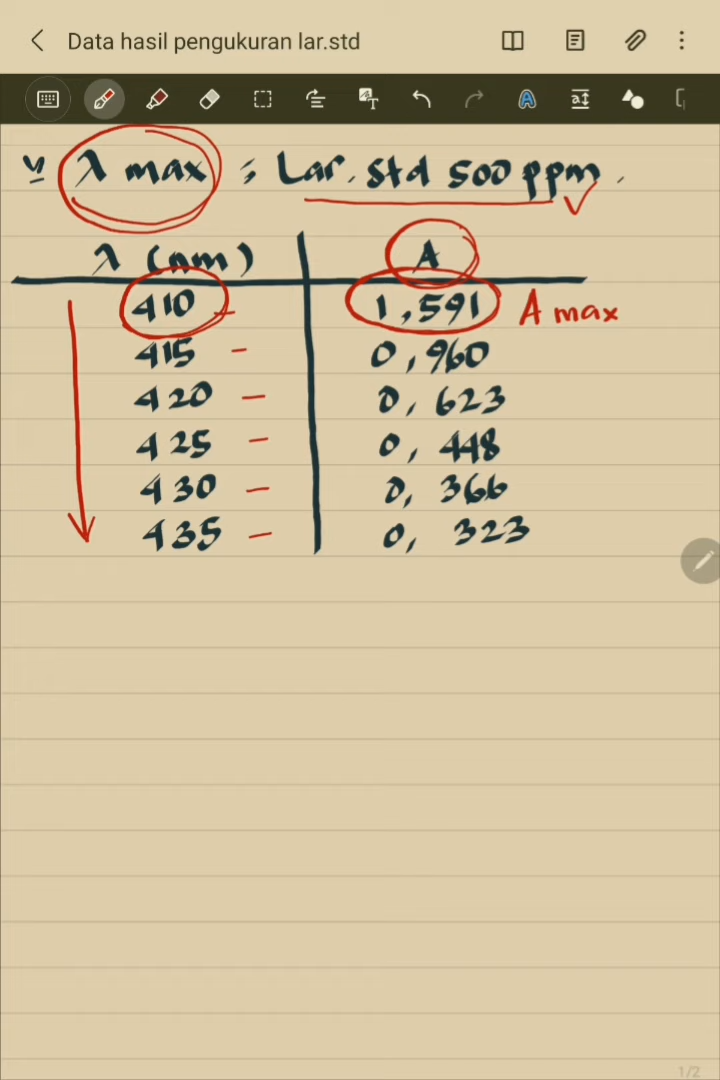 Data hasil pengukuran lar.std
1/ λ max : Lar. std 500 ppm.
λ (nm) A
410 1,591 A max
415 0,960
420 0,623
425 0,448
430 0,366
435 0,323
1/2